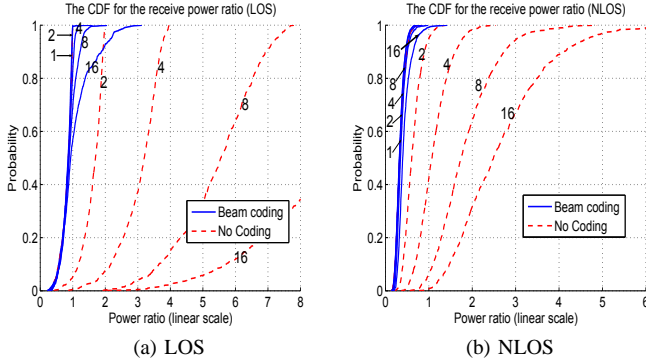 The CDF for the receive power ratio (LOS)
1
0.8
0.6
0.4
0.2
0
Probability
2
4
8
1
16
2
4
8
16
Beam coding
No Coding
0 1 2 3 4 5 6 7 8
Power ratio (linear scale)
(a) LOS
The CDF for the receive power ratio (NLOS)
1
0.8
0.6
0.4
0.2
0
Probability
16
8
4
2
1
2
4
8
16
Beam coding
No Coding
0 1 2 3 4 5 6
Power ratio (linear scale)
(b) NLOS